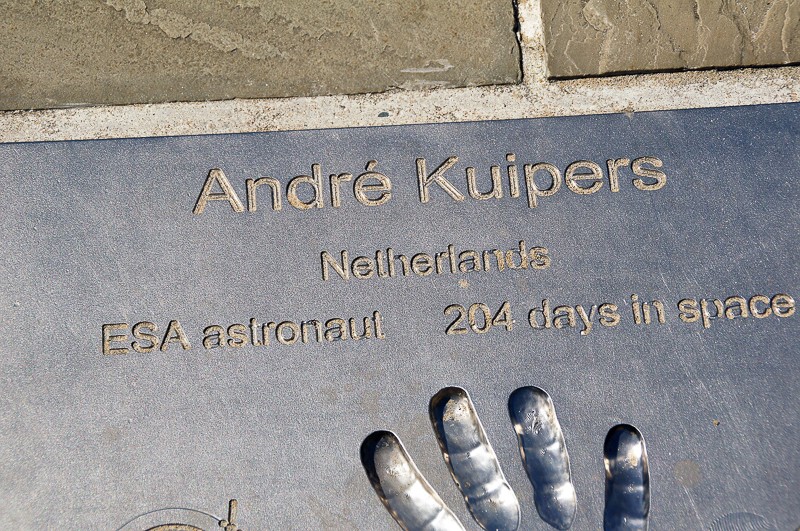 André Kuipers
Netherlands
ESA astronaut 204 days in space